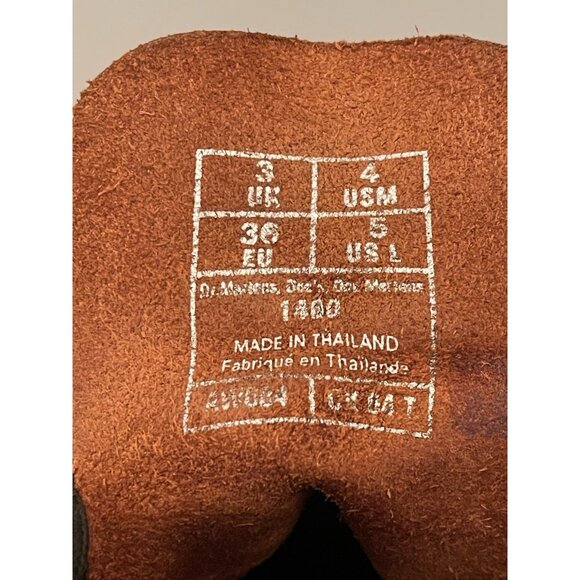 3 4
UK USM
36 5
EU US L
Dr.Martens, Doc's, Doc Martens
1460
MADE IN THAILAND
Fabriqué en Thaïlande
04 T